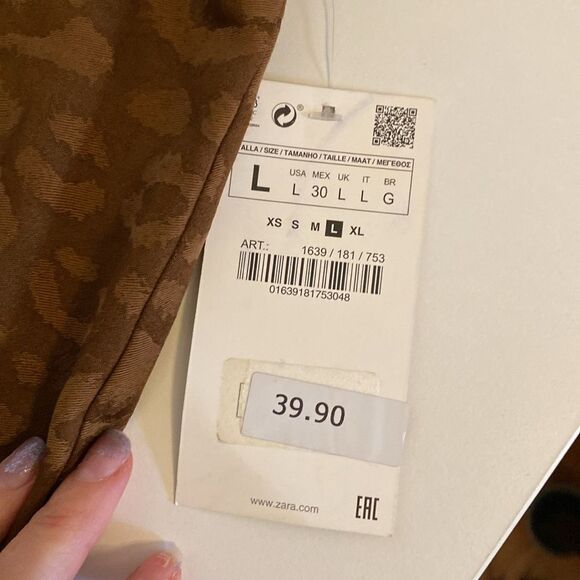 ALLA / SIZE / TAMANHO / TAILLE / MAAT / ΜΕΓΕΘΟΣ
L
USA MEX UK IT BR
L 30 L L G
XS S M L XL
ART.: 1639 / 181 / 753
01639181753048
39.90
www.zara.com
EAC